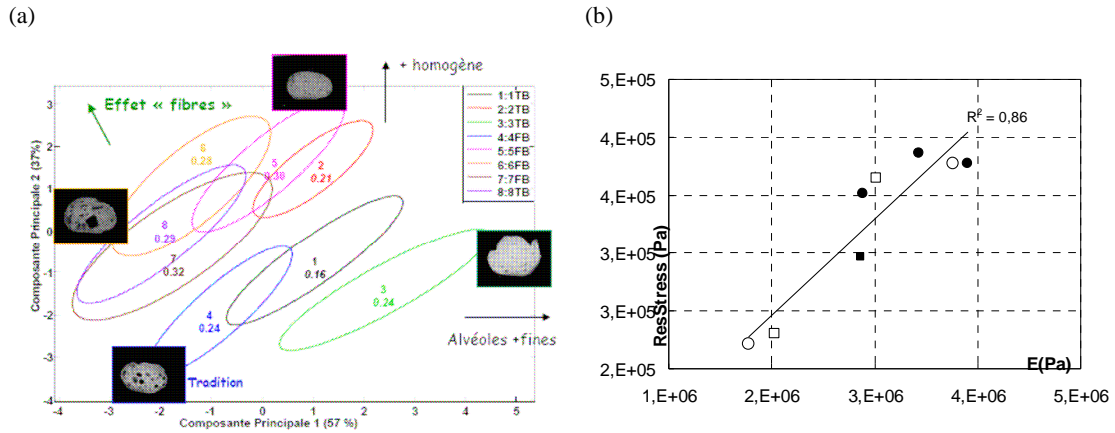 (a)
(b)
+ homogène
Effet « fibres »
1:1TB
2:2TB
3:3TB
4:4FB
5:5FB
6:6FB
7:7FB
8:8TB
Composante Principale 2 (37%)
3
2
1
0
-1
-2
-3
-4
6
0.28
5
0.30
2
0.21
8
0.29
7
0.32
1
0.16
3
0.24
4
0.24
Alvéoles +fines
Tradition
-4
-3
-2
-1
0
1
2
3
4
5
Composante Principale 1 (57 %)
5,E+05
4,E+05
4,E+05
3,E+05
3,E+05
2,E+05
ResStress (Pa)
R² = 0,86
E(Pa)
1,E+06
2,E+06
3,E+06
4,E+06
5,E+06